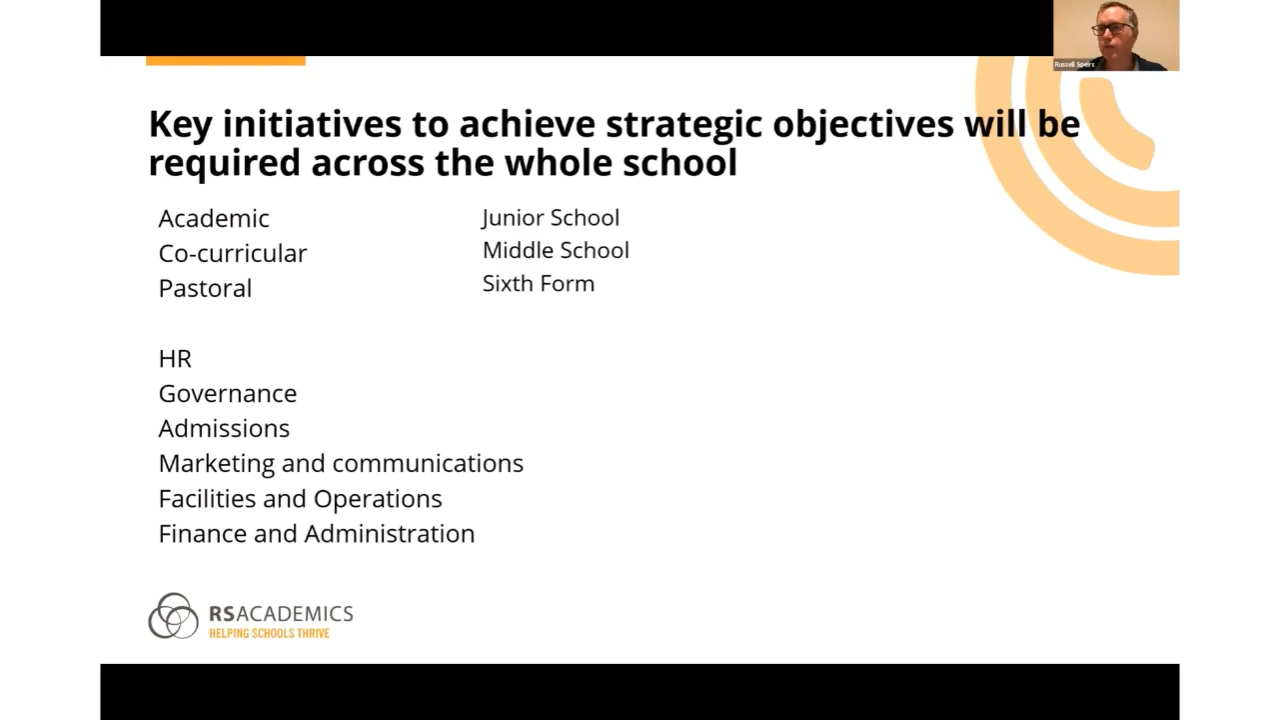 Russell Speirs
Key initiatives to achieve strategic objectives will be
required across the whole school
Academic
Co-curricular
Pastoral
Junior School
Middle School
Sixth Form
HR
Governance
Admissions
Marketing and communications
Facilities and Operations
Finance and Administration
RSACADEMICS
HELPING SCHOOLS THRIVE